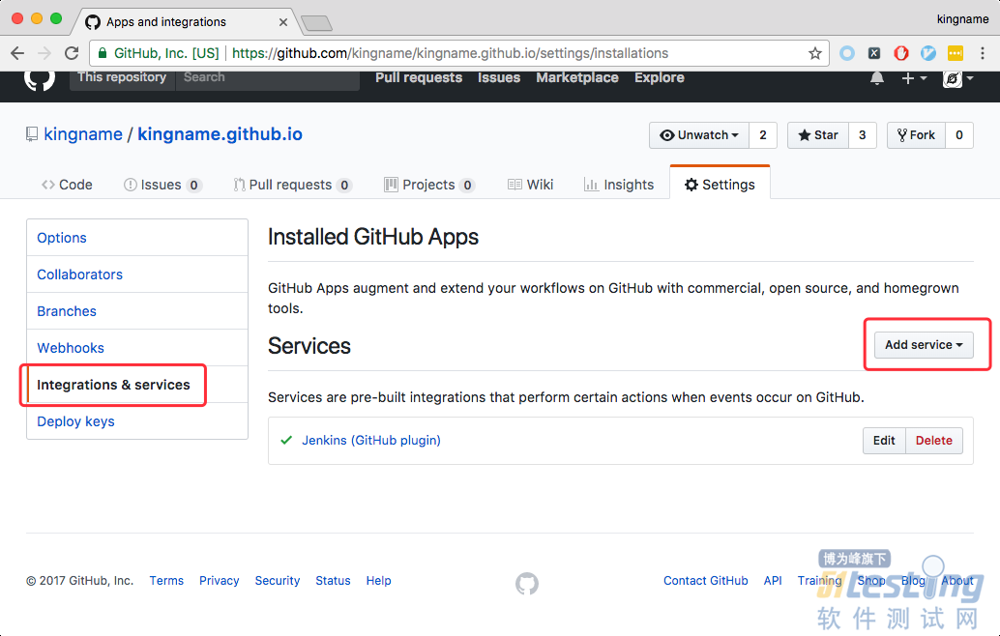 Apps and integrations
kingname
GitHub, Inc. [US] https://github.com/kingname/kingname.github.io/settings/installations
This repository Search Pull requests Issues Marketplace Explore
kingname / kingname.github.io
Unwatch 2 Star 3 Fork 0
Code Issues 0 Pull requests 0 Projects 0 Wiki Insights Settings
Options
Collaborators
Branches
Webhooks
Integrations & services
Deploy keys
Installed GitHub Apps
GitHub Apps augment and extend your workflows on GitHub with commercial, open source, and homegrown
tools.
Services
Add service
Services are pre-built integrations that perform certain actions when events occur on GitHub.
Jenkins (GitHub plugin)
Edit Delete
© 2017 GitHub, Inc. Terms Privacy Security Status Help
Contact GitHub API Training Shop Blog About
博为峰旗下
51testing
软件测试网